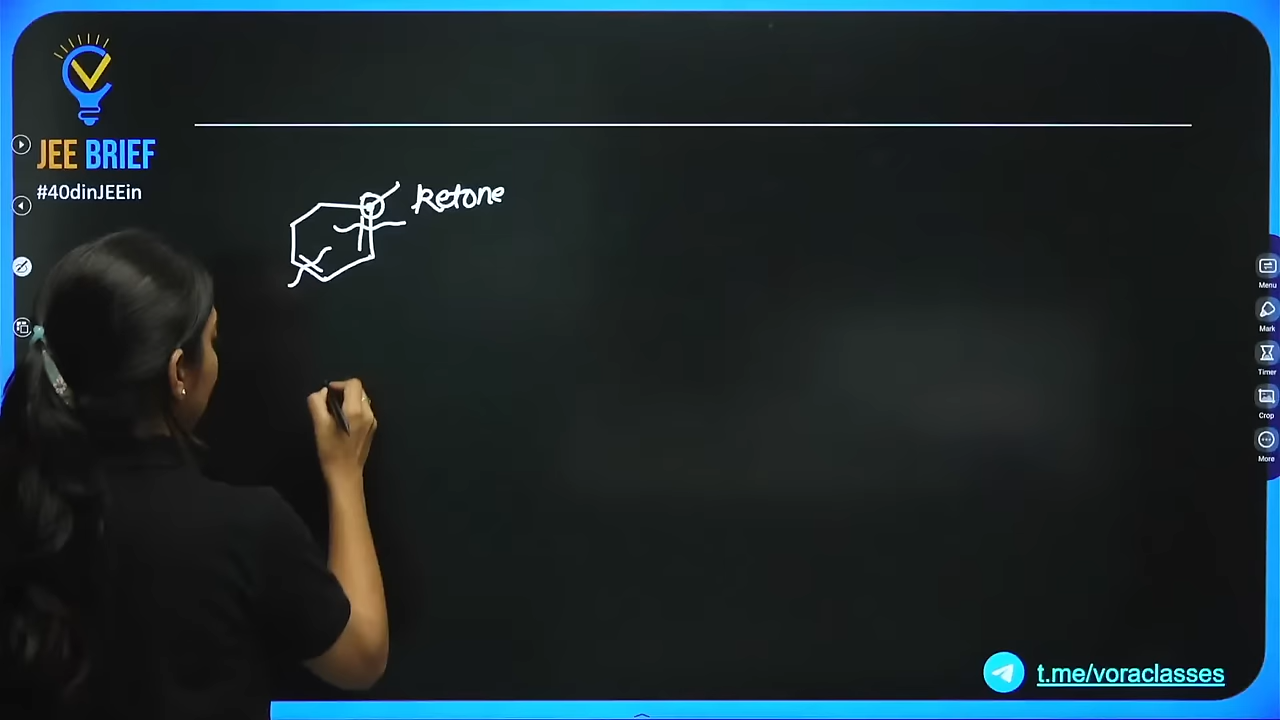 JEE BRIEF
#40dinJEEin
Ketone
Menu
Mark
Timer
Crop
More
t.me/voraclasses